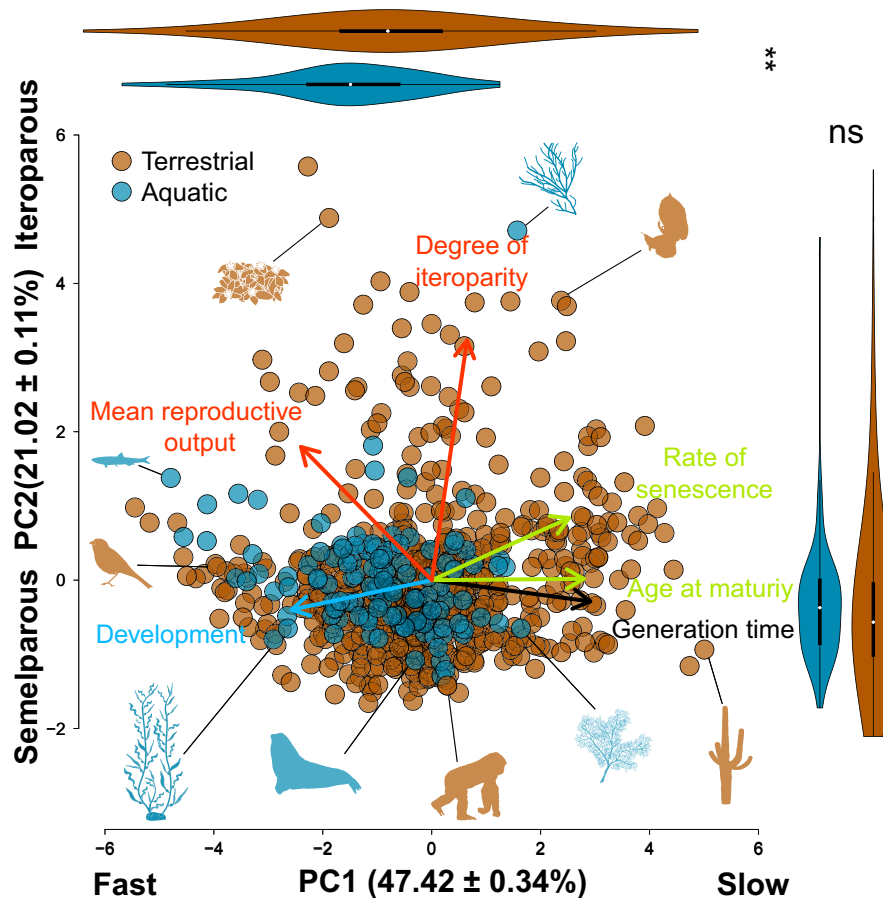 **
ns
Terrestrial
Aquatic
Degree of
iteroparity
Mean reproductive
output
Rate of
senescence
Age at maturiy
Development
Generation time
Semelparous PC2(21.02 ± 0.11%) Iteroparous
6
4
2
0
−2
−6 −4 −2 0 2 4 6
Fast PC1 (47.42 ± 0.34%) Slow